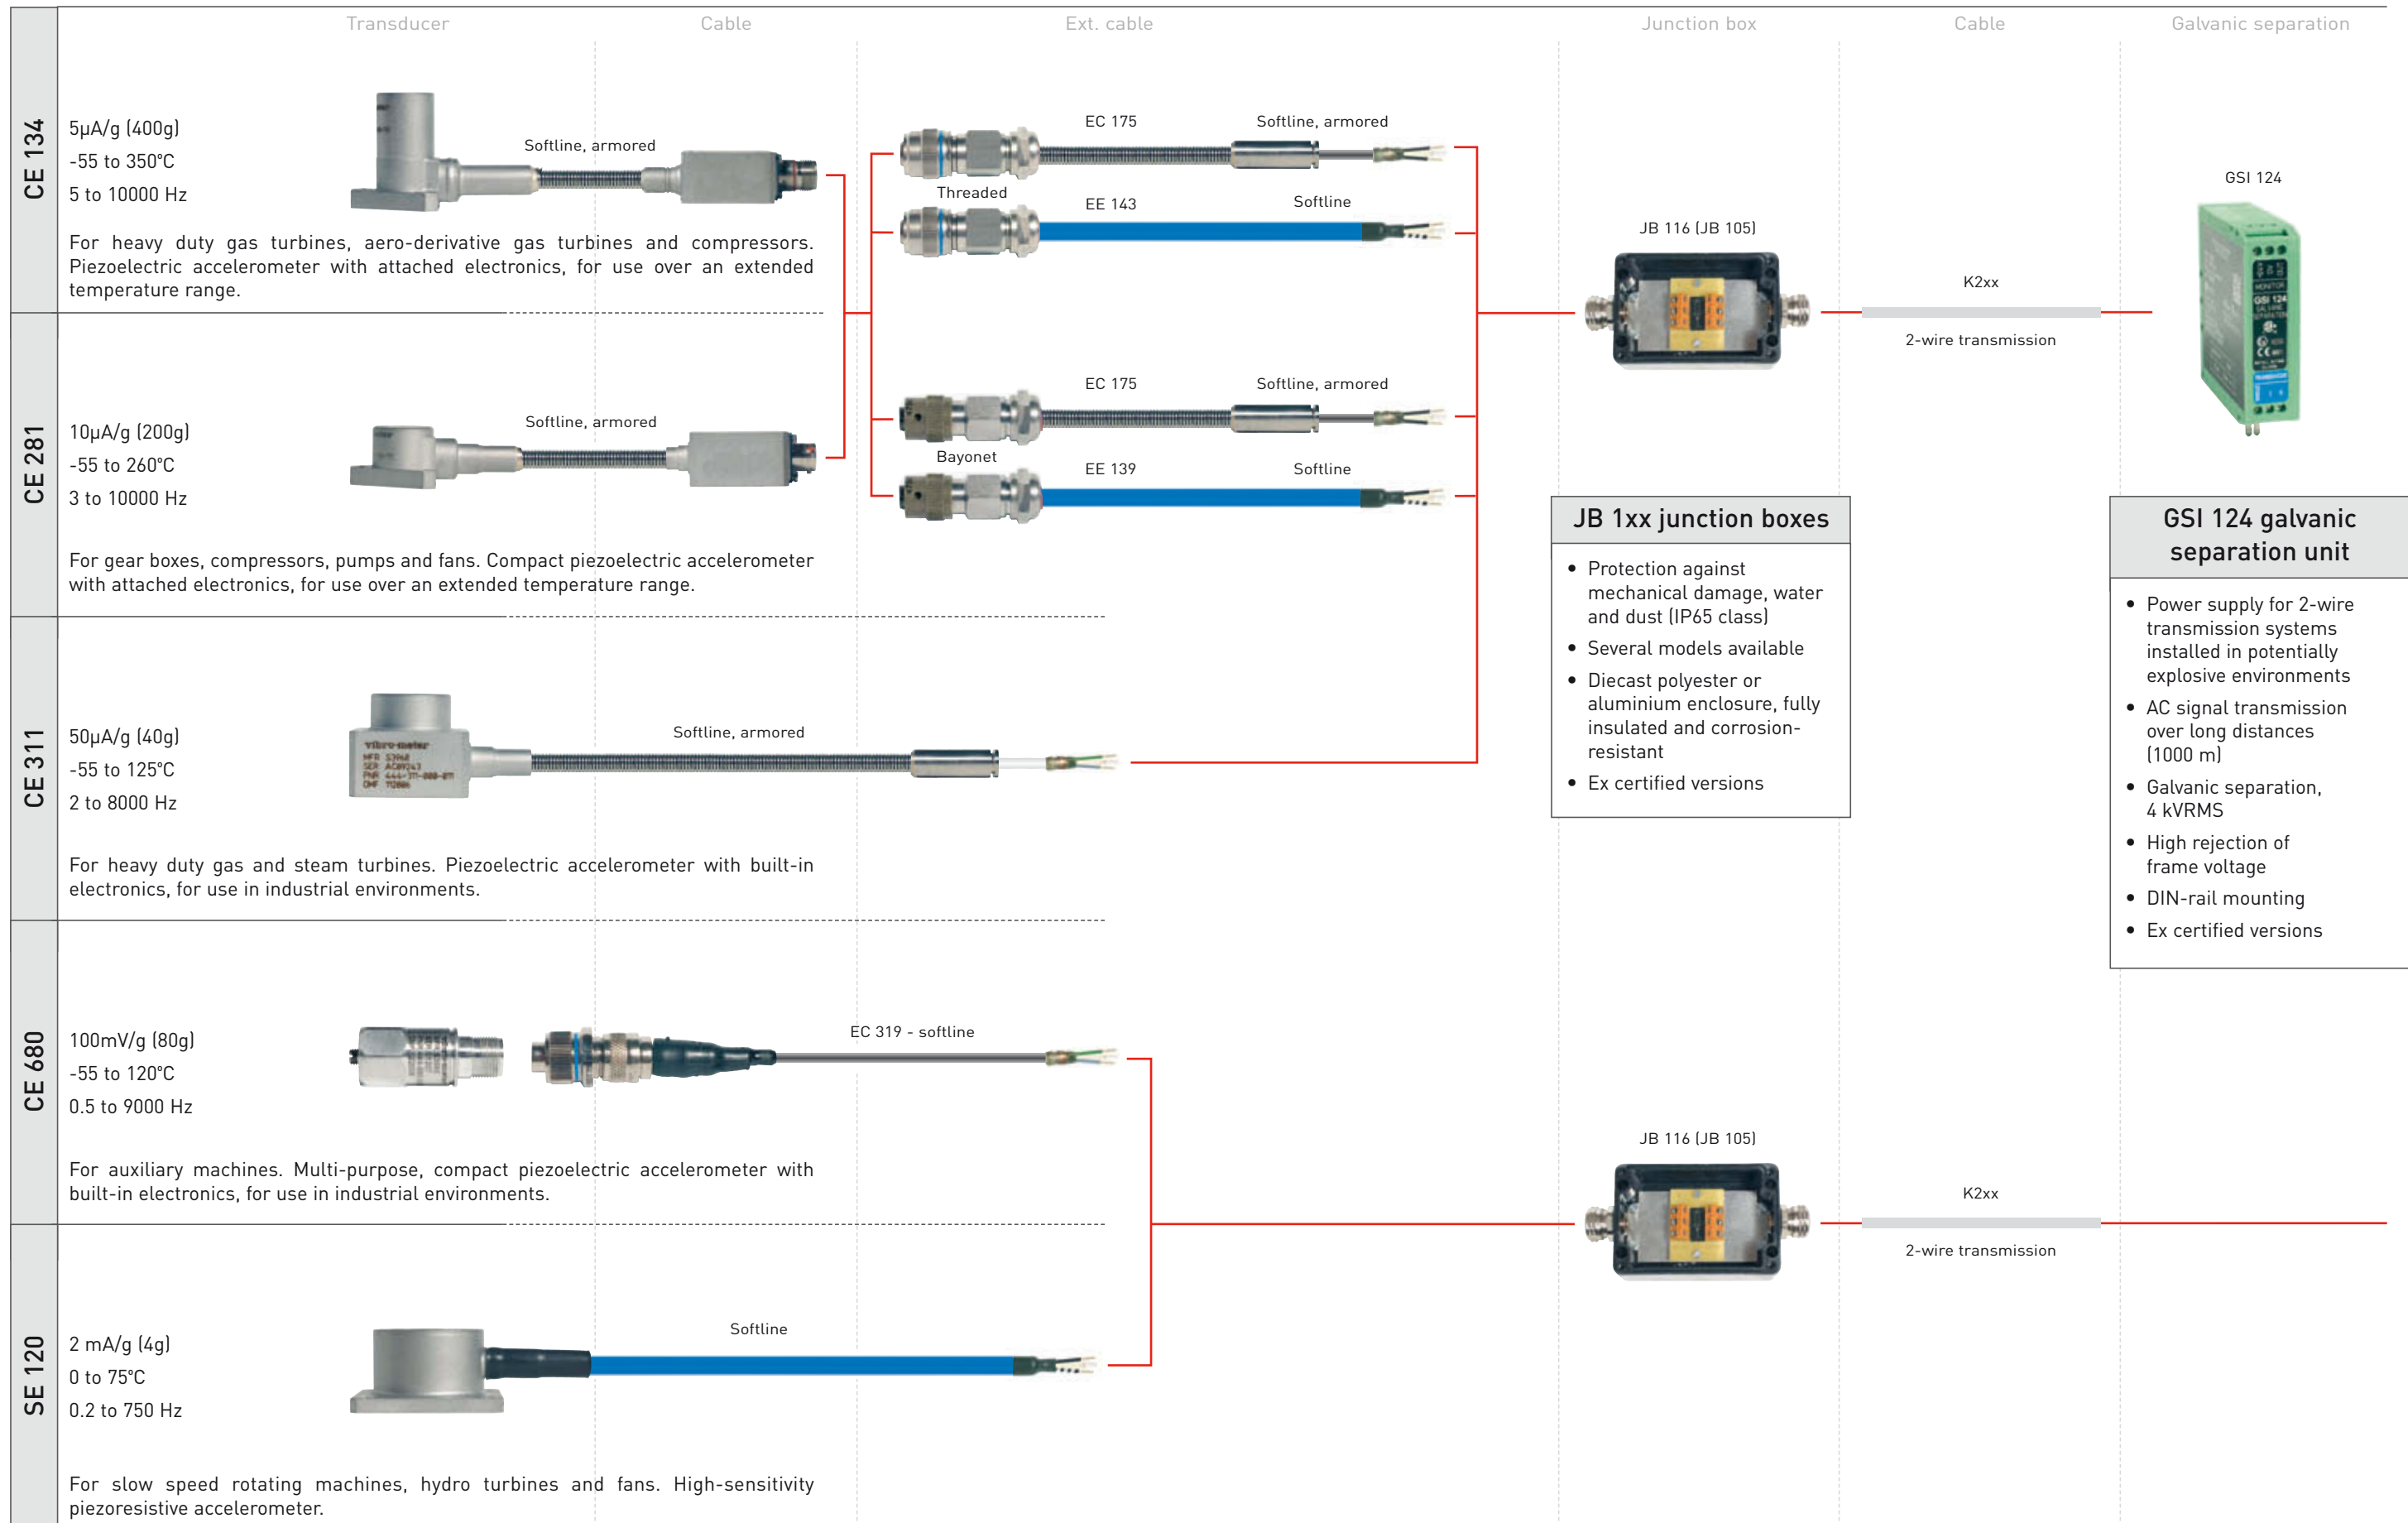 Transducer
Cable
Ext. cable
Junction box
Cable
Galvanic separation
CE 134
5µA/g (400g)
-55 to 350°C
5 to 10000 Hz
Softline, armored
For heavy duty gas turbines, aero-derivative gas turbines and compressors.
Piezoelectric accelerometer with attached electronics, for use over an extended
temperature range.
EC 175
Softline, armored
Threaded
EE 143
Softline
JB 116 (JB 105)
K2xx
2-wire transmission
GSI 124
MONITOR
GSI 124
GALVANIC
SEPARATION
CE 281
10µA/g (200g)
-55 to 260°C
3 to 10000 Hz
Softline, armored
For gear boxes, compressors, pumps and fans. Compact piezoelectric accelerometer
with attached electronics, for use over an extended temperature range.
EC 175
Softline, armored
Bayonet
EE 139
Softline
JB 1xx junction boxes
• Protection against
mechanical damage, water
and dust (IP65 class)
• Several models available
• Diecast polyester or
aluminium enclosure, fully
insulated and corrosion-
resistant
• Ex certified versions
GSI 124 galvanic
separation unit
• Power supply for 2-wire
transmission systems
installed in potentially
explosive environments
• AC signal transmission
over long distances
(1000 m)
• Galvanic separation,
4 kVRMS
• High rejection of
frame voltage
• DIN-rail mounting
• Ex certified versions
CE 311
50µA/g (40g)
-55 to 125°C
2 to 8000 Hz
vibro-meter
Softline, armored
For heavy duty gas and steam turbines. Piezoelectric accelerometer with built-in
electronics, for use in industrial environments.
CE 680
100mV/g (80g)
-55 to 120°C
0.5 to 9000 Hz
EC 319 - softline
For auxiliary machines. Multi-purpose, compact piezoelectric accelerometer with
built-in electronics, for use in industrial environments.
JB 116 (JB 105)
K2xx
2-wire transmission
SE 120
2 mA/g (4g)
0 to 75°C
0.2 to 750 Hz
Softline
For slow speed rotating machines, hydro turbines and fans. High-sensitivity
piezoresistive accelerometer.